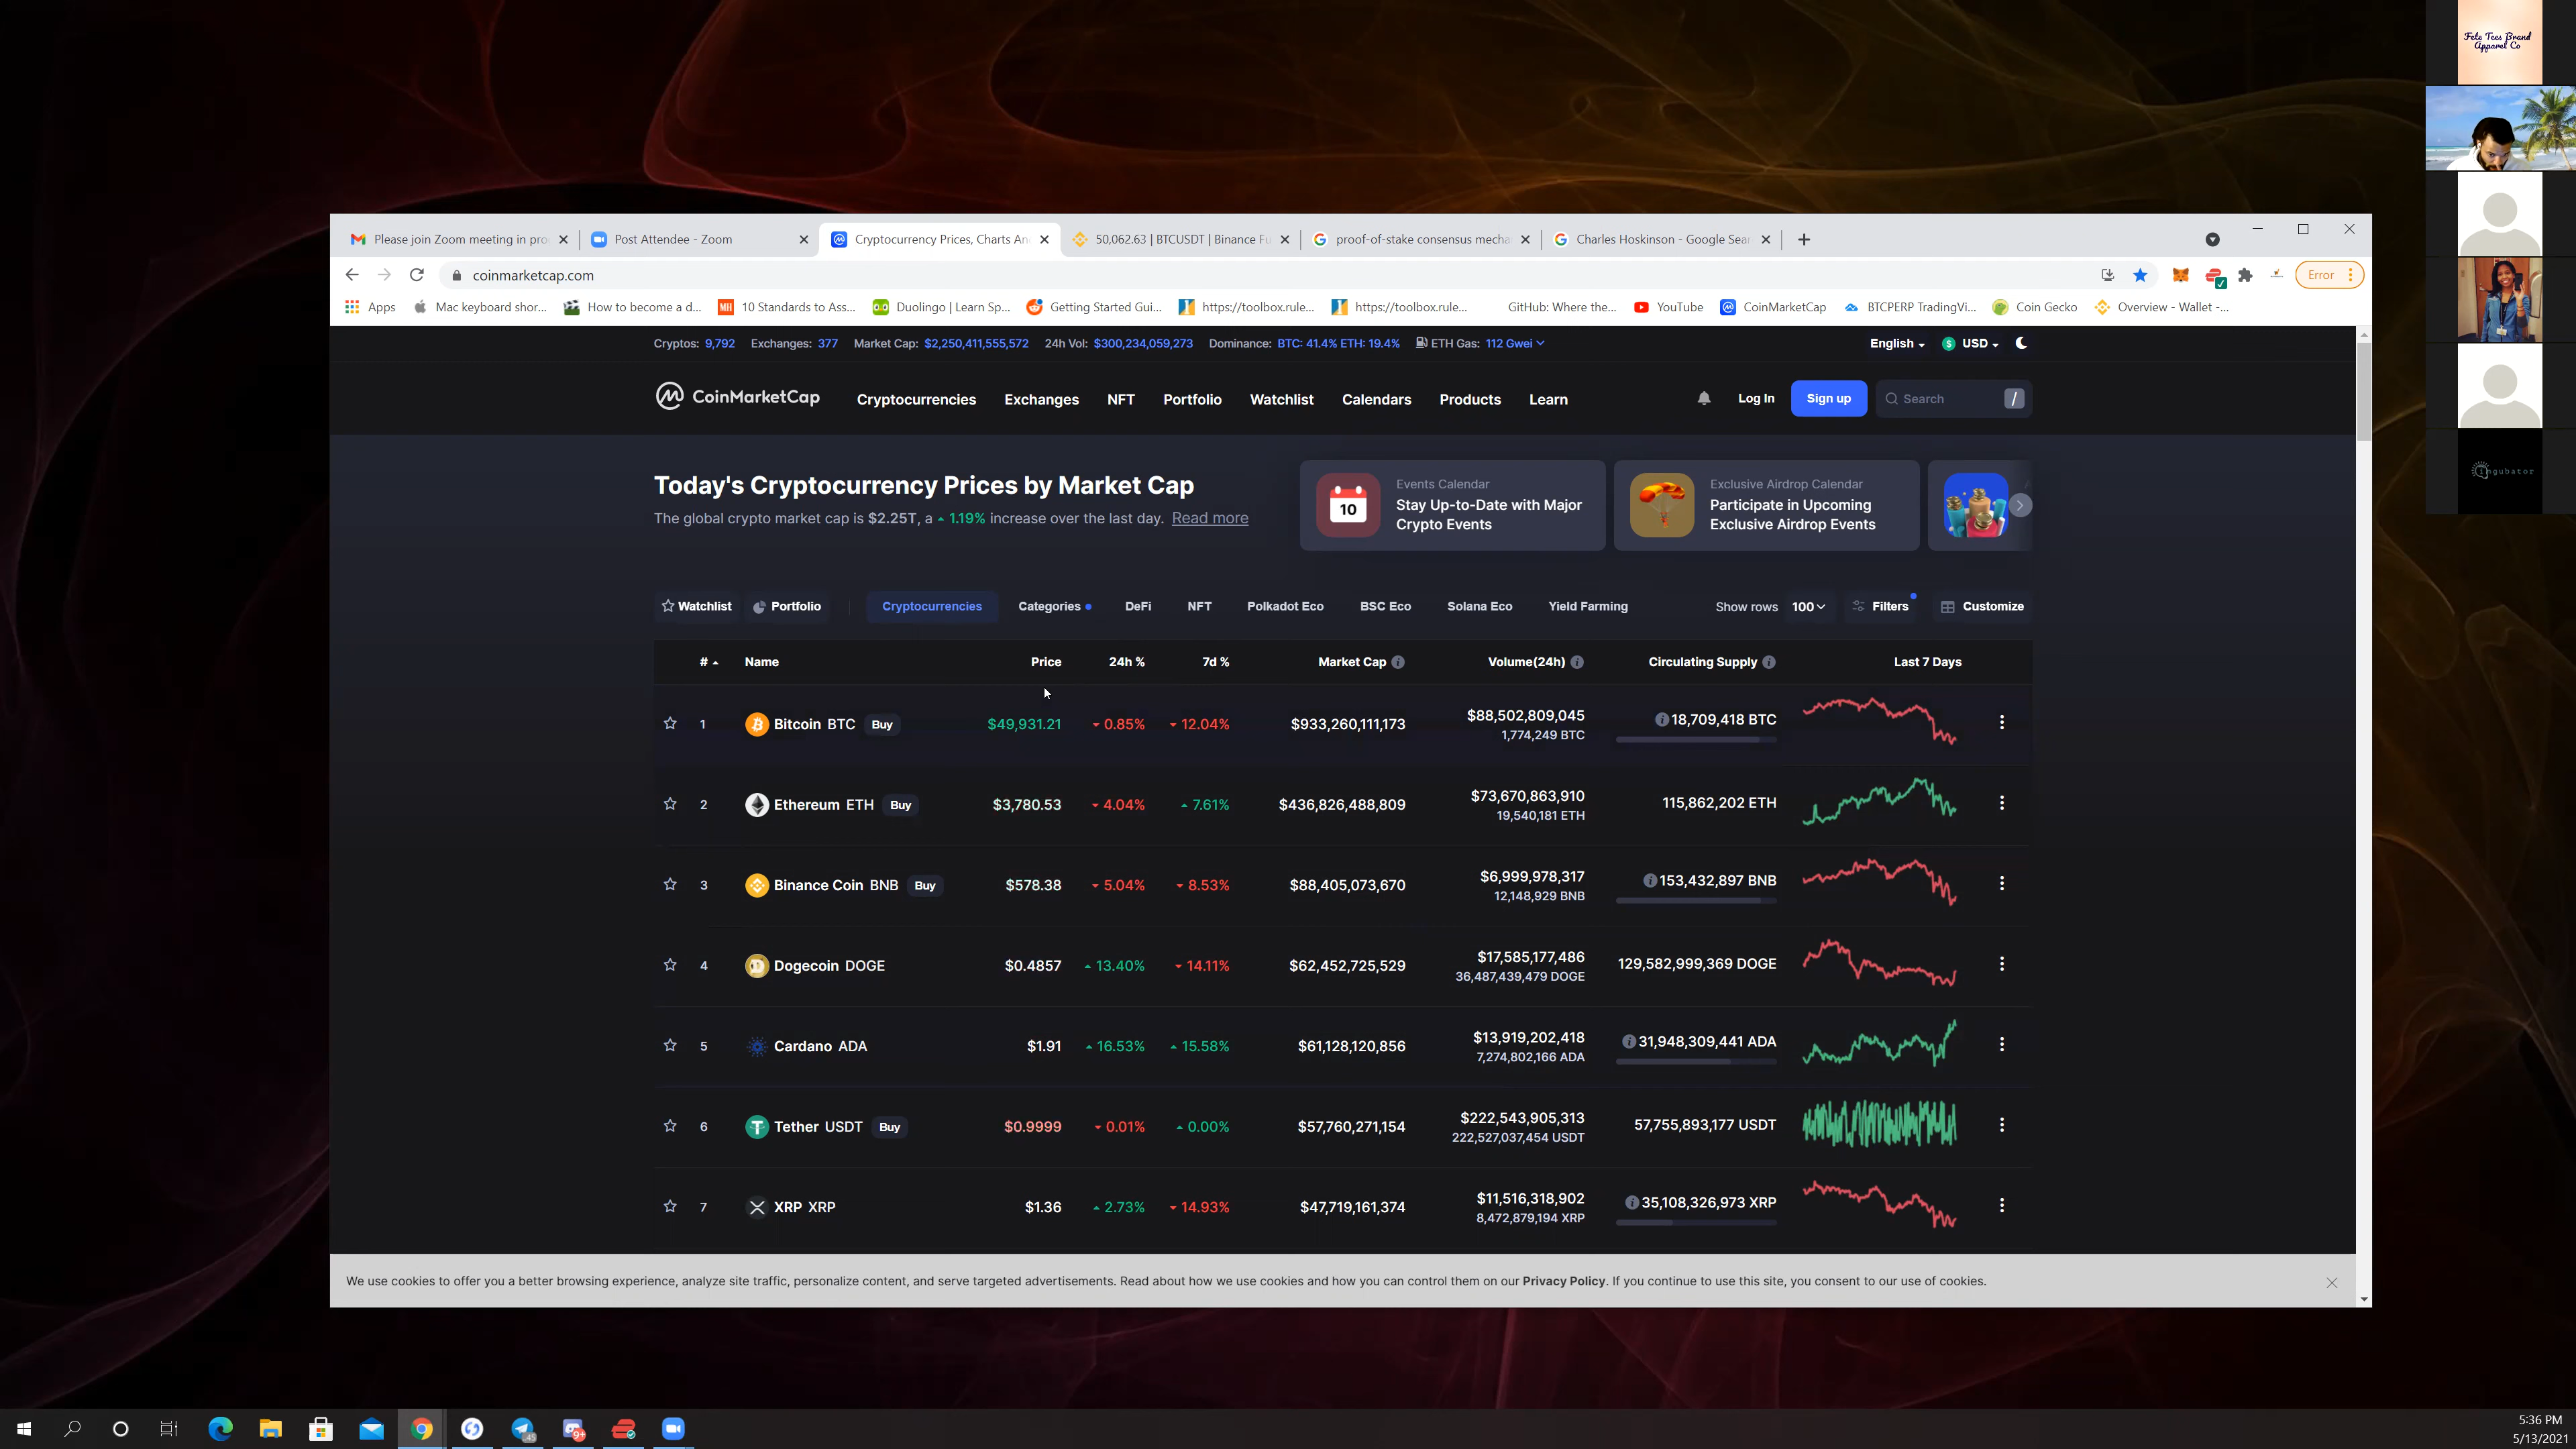 Fete Tees Brand
Apparel Co
Please join Zoom meeting in pro
Post Attendee - Zoom
Cryptocurrency Prices, Charts An
50,062.63 | BTCUSDT | Binance Fu
proof-of-stake consensus mecha
Charles Hoskinson - Google Sear
coinmarketcap.com
Error
Apps
Mac keyboard shor...
How to become a d...
MH
10 Standards to Ass...
Duolingo | Learn Sp...
Getting Started Gui...
https://toolbox.rule...
https://toolbox.rule...
GitHub: Where the...
YouTube
CoinMarketCap
BTCPERP TradingVi...
Coin Gecko
Overview - Wallet -...
Cryptos: 9,792 Exchanges: 377 Market Cap: $2,250,411,555,572 24h Vol: $300,234,059,273 Dominance: BTC: 41.4% ETH: 19.4% ETH Gas: 112 Gwei
English USD
CoinMarketCap Cryptocurrencies Exchanges NFT Portfolio Watchlist Calendars Products Learn
Log In Sign up Search /
ingubator
Today's Cryptocurrency Prices by Market Cap
The global crypto market cap is $2.25T, a 1.19% increase over the last day. Read more
10
Events Calendar
Stay Up-to-Date with Major
Crypto Events
Exclusive Airdrop Calendar
Participate in Upcoming
Exclusive Airdrop Events
Watchlist Portfolio Cryptocurrencies Categories DeFi NFT Polkadot Eco BSC Eco Solana Eco Yield Farming Show rows 100 Filters Customize
# Name Price 24h % 7d % Market Cap Volume(24h) Circulating Supply Last 7 Days
1 Bitcoin BTC Buy $49,931.21 0.85% 12.04% $933,260,111,173 $88,502,809,045 18,709,418 BTC
1,774,249 BTC
2 Ethereum ETH Buy $3,780.53 4.04% 7.61% $436,826,488,809 $73,670,863,910 115,862,202 ETH
19,540,181 ETH
3 Binance Coin BNB Buy $578.38 5.04% 8.53% $88,405,073,670 $6,999,978,317 153,432,897 BNB
12,148,929 BNB
4 Dogecoin DOGE $0.4857 13.40% 14.11% $62,452,725,529 $17,585,177,486 129,582,999,369 DOGE
36,487,439,479 DOGE
5 Cardano ADA $1.91 16.53% 15.58% $61,128,120,856 $13,919,202,418 31,948,309,441 ADA
7,274,802,166 ADA
6 Tether USDT Buy $0.9999 0.01% 0.00% $57,760,271,154 $222,543,905,313 57,755,893,177 USDT
222,527,037,454 USDT
7 XRP XRP $1.36 2.73% 14.93% $47,719,161,374 $11,516,318,902 35,108,326,973 XRP
8,472,879,194 XRP
We use cookies to offer you a better browsing experience, analyze site traffic, personalize content, and serve targeted advertisements. Read about how we use cookies and how you can control them on our Privacy Policy. If you continue to use this site, you consent to our use of cookies.
45
9+
5:36 PM
5/13/2021